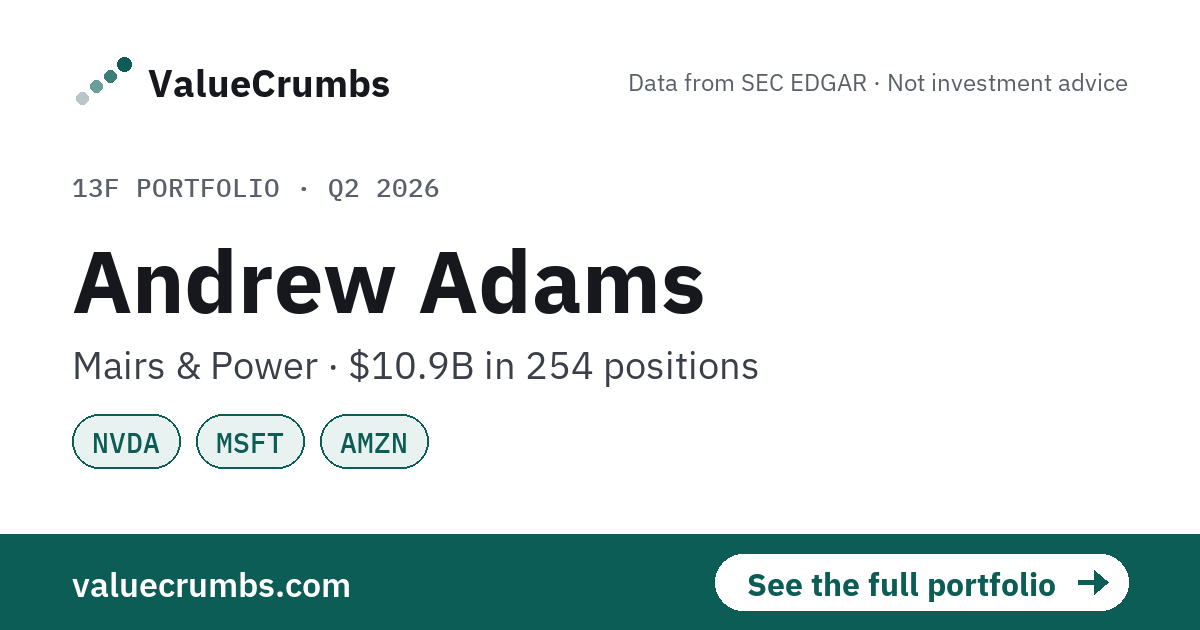 ValueCrumbs
Data from SEC EDGAR · Not investment advice
13F PORTFOLIO · Q2 2026
Andrew Adams
Mairs & Power · $10.9B in 254 positions
NVDA MSFT AMZN
valuecrumbs.com
See the full portfolio